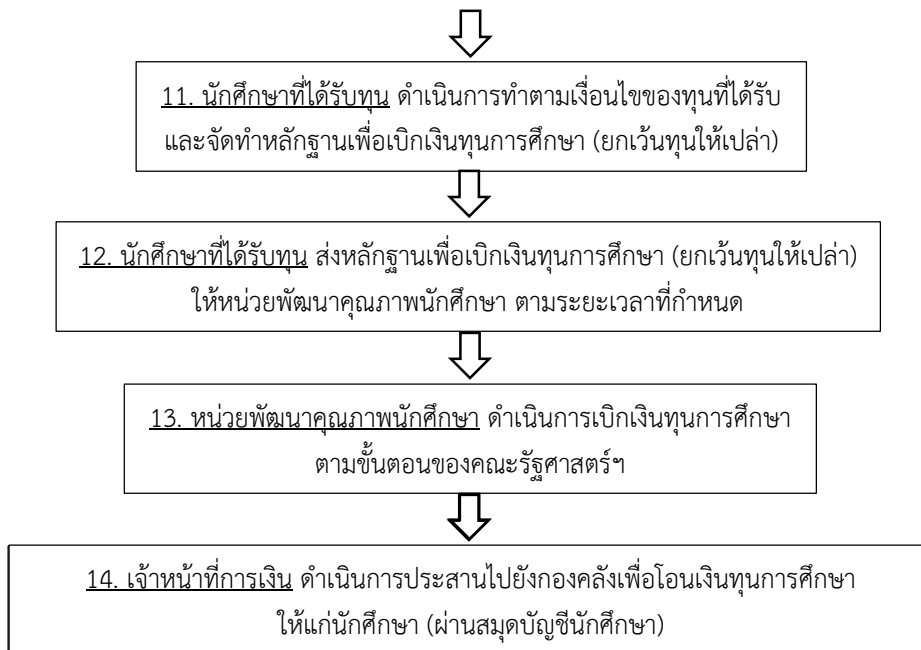 11. นักศึกษาที่ได้รับทุน ดำเนินการทำตามเงื่อนไขของทุนที่ได้รับ
และจัดทำหลักฐานเพื่อเบิกเงินทุนการศึกษา (ยกเว้นทุนให้เปล่า)
12. นักศึกษาที่ได้รับทุน ส่งหลักฐานเพื่อเบิกเงินทุนการศึกษา (ยกเว้นทุนให้เปล่า)
ให้หน่วยพัฒนาคุณภาพนักศึกษา ตามระยะเวลาที่กำหนด
13. หน่วยพัฒนาคุณภาพนักศึกษา ดำเนินการเบิกเงินทุนการศึกษา
ตามขั้นตอนของคณะรัฐศาสตร์ฯ
14. เจ้าหน้าที่การเงิน ดำเนินการประสานไปยังกองคลังเพื่อโอนเงินทุนการศึกษา
ให้แก่นักศึกษา (ผ่านสมุดบัญชีนักศึกษา)